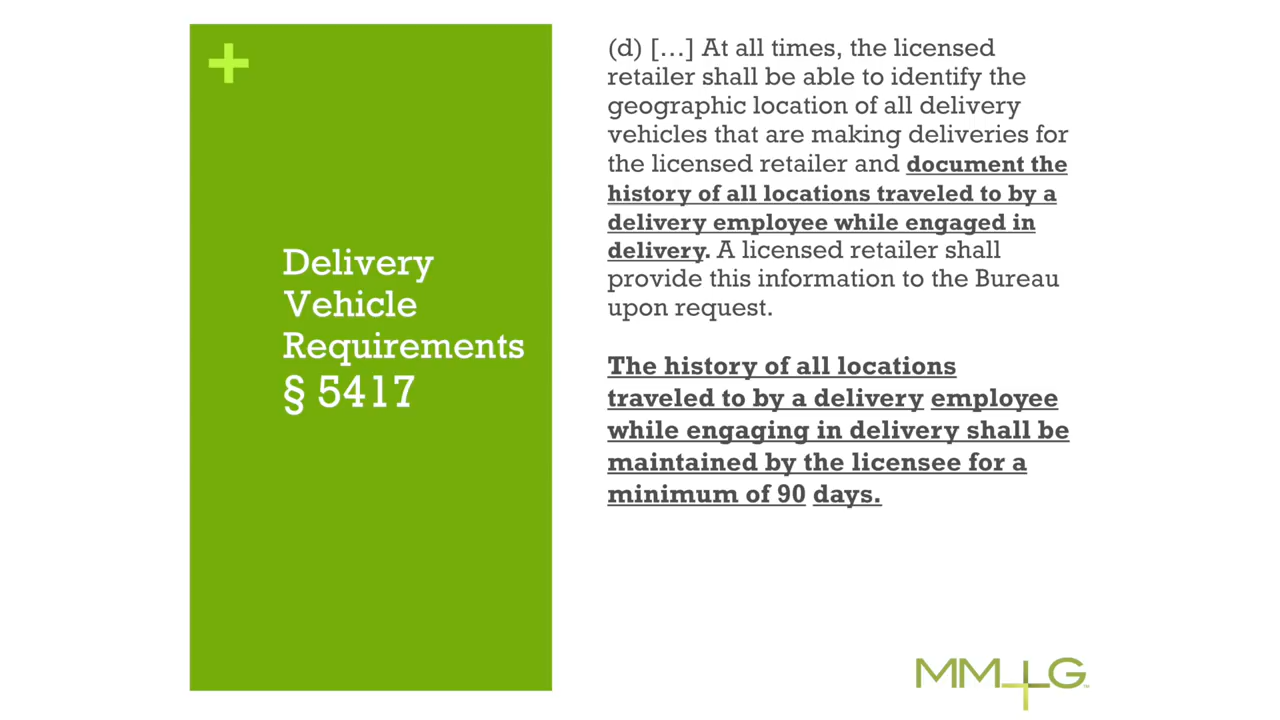 +
Delivery
Vehicle
Requirements
§ 5417
(d) […] At all times, the licensed
retailer shall be able to identify the
geographic location of all delivery
vehicles that are making deliveries for
the licensed retailer and document the
history of all locations traveled to by a
delivery employee while engaged in
delivery. A licensed retailer shall
provide this information to the Bureau
upon request.
The history of all locations
traveled to by a delivery employee
while engaging in delivery shall be
maintained by the licensee for a
minimum of 90 days.
MMLG™